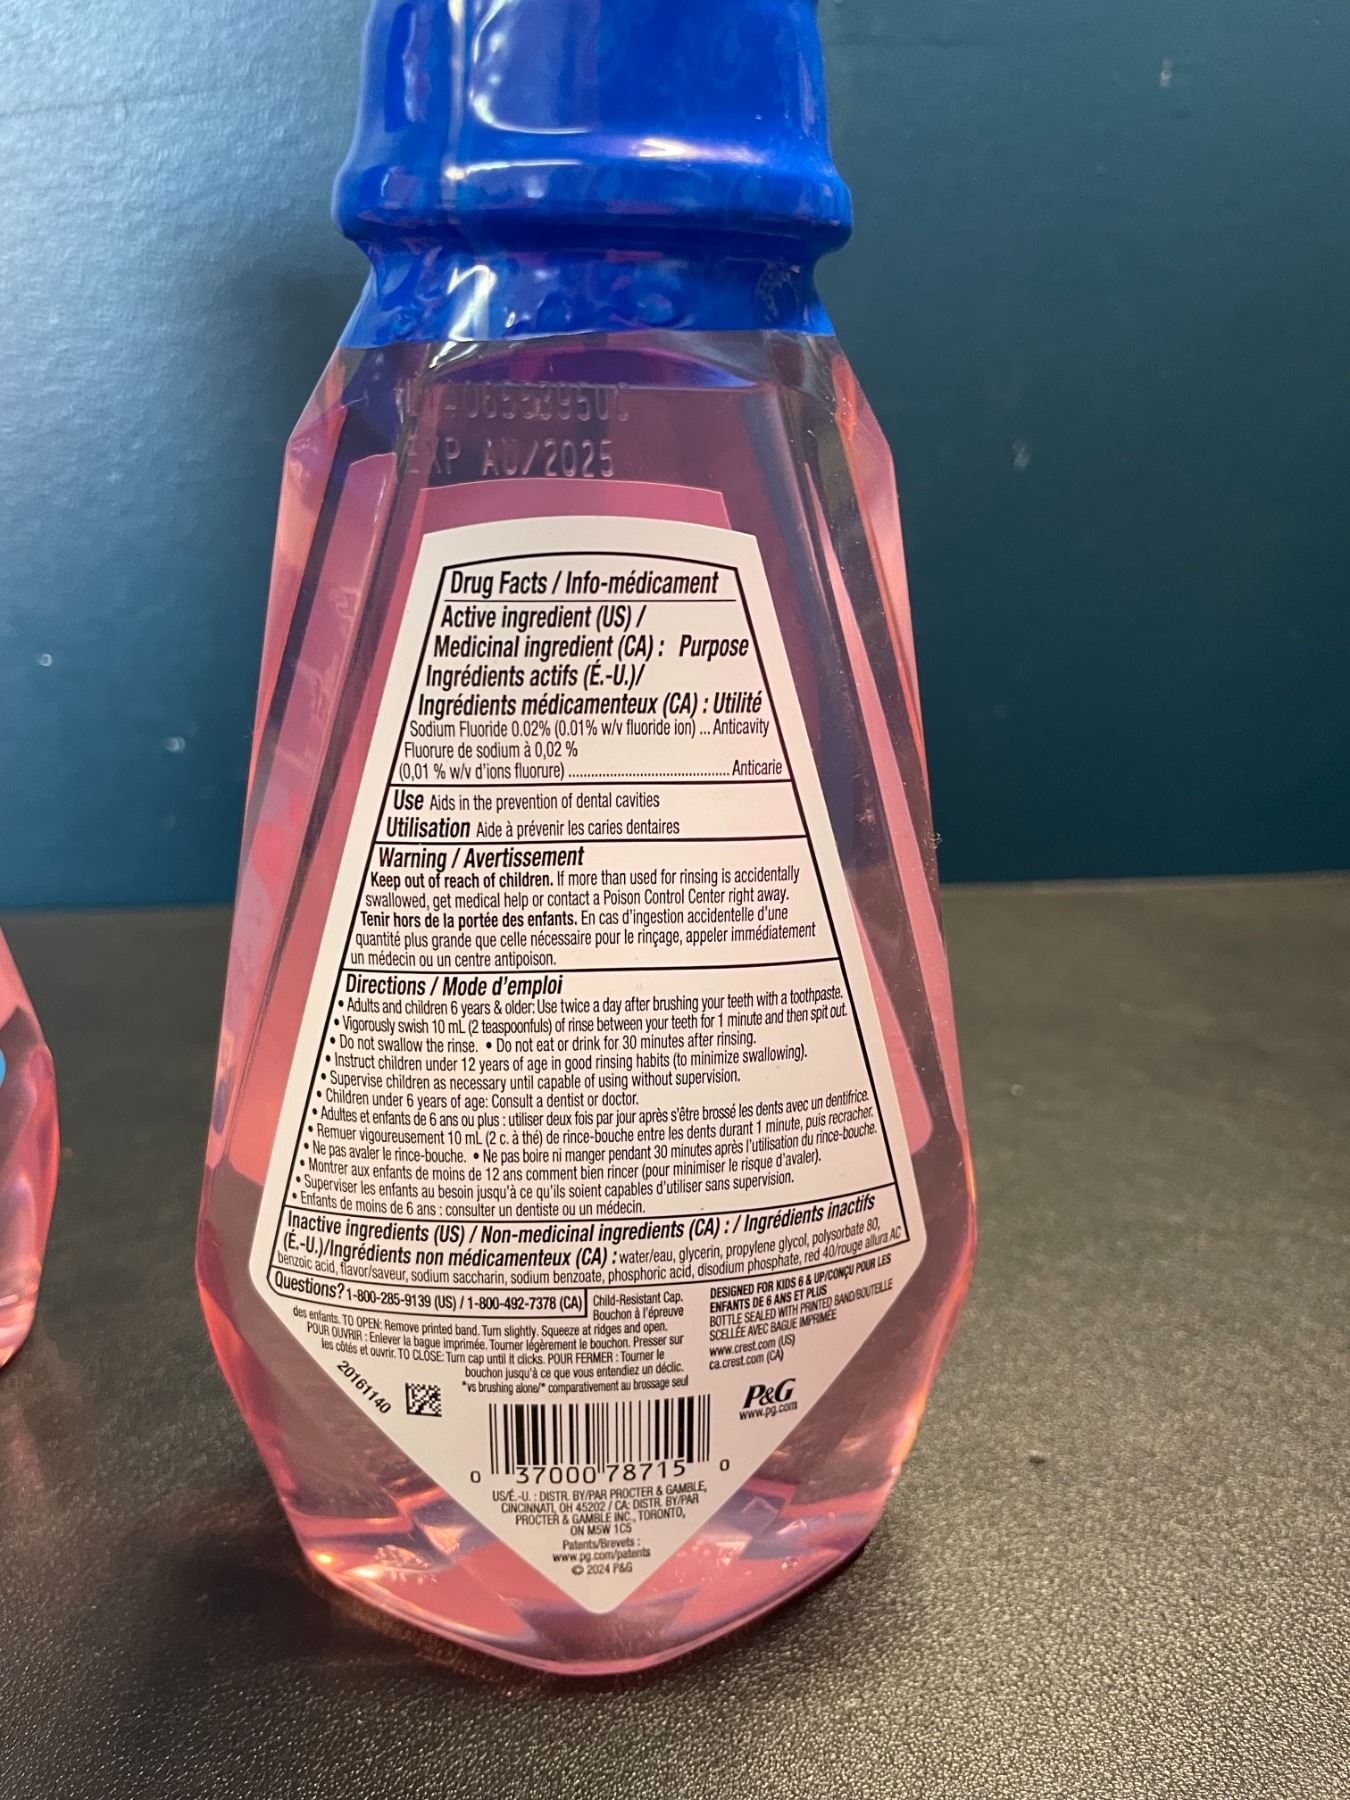 EXP AU/2025
Drug Facts / Info-médicament
Active ingredient (US) /
Medicinal ingredient (CA) : Purpose
Ingrédients actifs (É.-U.)/
Ingrédients médicamenteux (CA) : Utilité
Sodium Fluoride 0.02% (0.01% w/v fluoride ion) ... Anticavity
Fluorure de sodium à 0,02 %
(0,01 % w/v d'ions fluorure) ............................................ Anticarie
Use Aids in the prevention of dental cavities
Utilisation Aide à prévenir les caries dentaires
Warning / Avertissement
Keep out of reach of children. If more than used for rinsing is accidentally
swallowed, get medical help or contact a Poison Control Center right away.
Tenir hors de la portée des enfants. En cas d'ingestion accidentelle d'une
quantité plus grande que celle nécessaire pour le rinçage, appeler immédiatement
un médecin ou un centre antipoison.
Directions / Mode d'emploi
• Adults and children 6 years & older: Use twice a day after brushing your teeth with a toothpaste.
• Vigorously swish 10 mL (2 teaspoonfuls) of rinse between your teeth for 1 minute and then spit out.
• Do not swallow the rinse. • Do not eat or drink for 30 minutes after rinsing.
• Instruct children under 12 years of age in good rinsing habits (to minimize swallowing).
• Supervise children as necessary until capable of using without supervision.
• Children under 6 years of age: Consult a dentist or doctor.
• Adultes et enfants de 6 ans ou plus : utiliser deux fois par jour après s'être brossé les dents avec un dentifrice.
• Remuer vigoureusement 10 mL (2 c. à thé) de rince-bouche entre les dents durant 1 minute, puis recracher.
• Ne pas avaler le rince-bouche. • Ne pas boire ni manger pendant 30 minutes après l'utilisation du rince-bouche.
• Montrer aux enfants de moins de 12 ans comment bien rincer (pour minimiser le risque d'avaler).
• Superviser les enfants au besoin jusqu'à ce qu'ils soient capables d'utiliser sans supervision.
• Enfants de moins de 6 ans : consulter un dentiste ou un médecin.
Inactive ingredients (US) / Non-medicinal ingredients (CA) : / Ingrédients inactifs
(É.-U.)/Ingrédients non médicamenteux (CA) : water/eau, glycerin, propylene glycol, polysorbate 80,
benzoic acid, flavor/saveur, sodium saccharin, sodium benzoate, phosphoric acid, disodium phosphate, red 40/rouge allura AC
Questions? 1-800-285-9139 (US) / 1-800-492-7378 (CA)
Child-Resistant Cap.
Bouchon à l'épreuve
des enfants. TO OPEN: Remove printed band. Turn slightly. Squeeze at ridges and open.
POUR OUVRIR : Enlever la bague imprimée. Tourner légèrement le bouchon. Presser sur
les côtés et ouvrir. TO CLOSE: Turn cap until it clicks. POUR FERMER : Tourner le
bouchon jusqu'à ce que vous entendiez un déclic.
*vs brushing alone/* comparativement au brossage seul
DESIGNED FOR KIDS 6 & UP/CONÇU POUR LES
ENFANTS DE 6 ANS ET PLUS
BOTTLE SEALED WITH PRINTED BAND/BOUTEILLE
SCELLÉE AVEC BAGUE IMPRIMÉE
www.crest.com (US)
ca.crest.com (CA)
20161140
P&G
www.pg.com
0 37000 78715 0
US/É.-U. : DISTR. BY/PAR PROCTER & GAMBLE,
CINCINNATI, OH 45202 / CA: DISTR. BY/PAR
PROCTER & GAMBLE INC., TORONTO,
ON M5W 1C5
Patents/Brevets :
www.pg.com/patents
© 2024 P&G